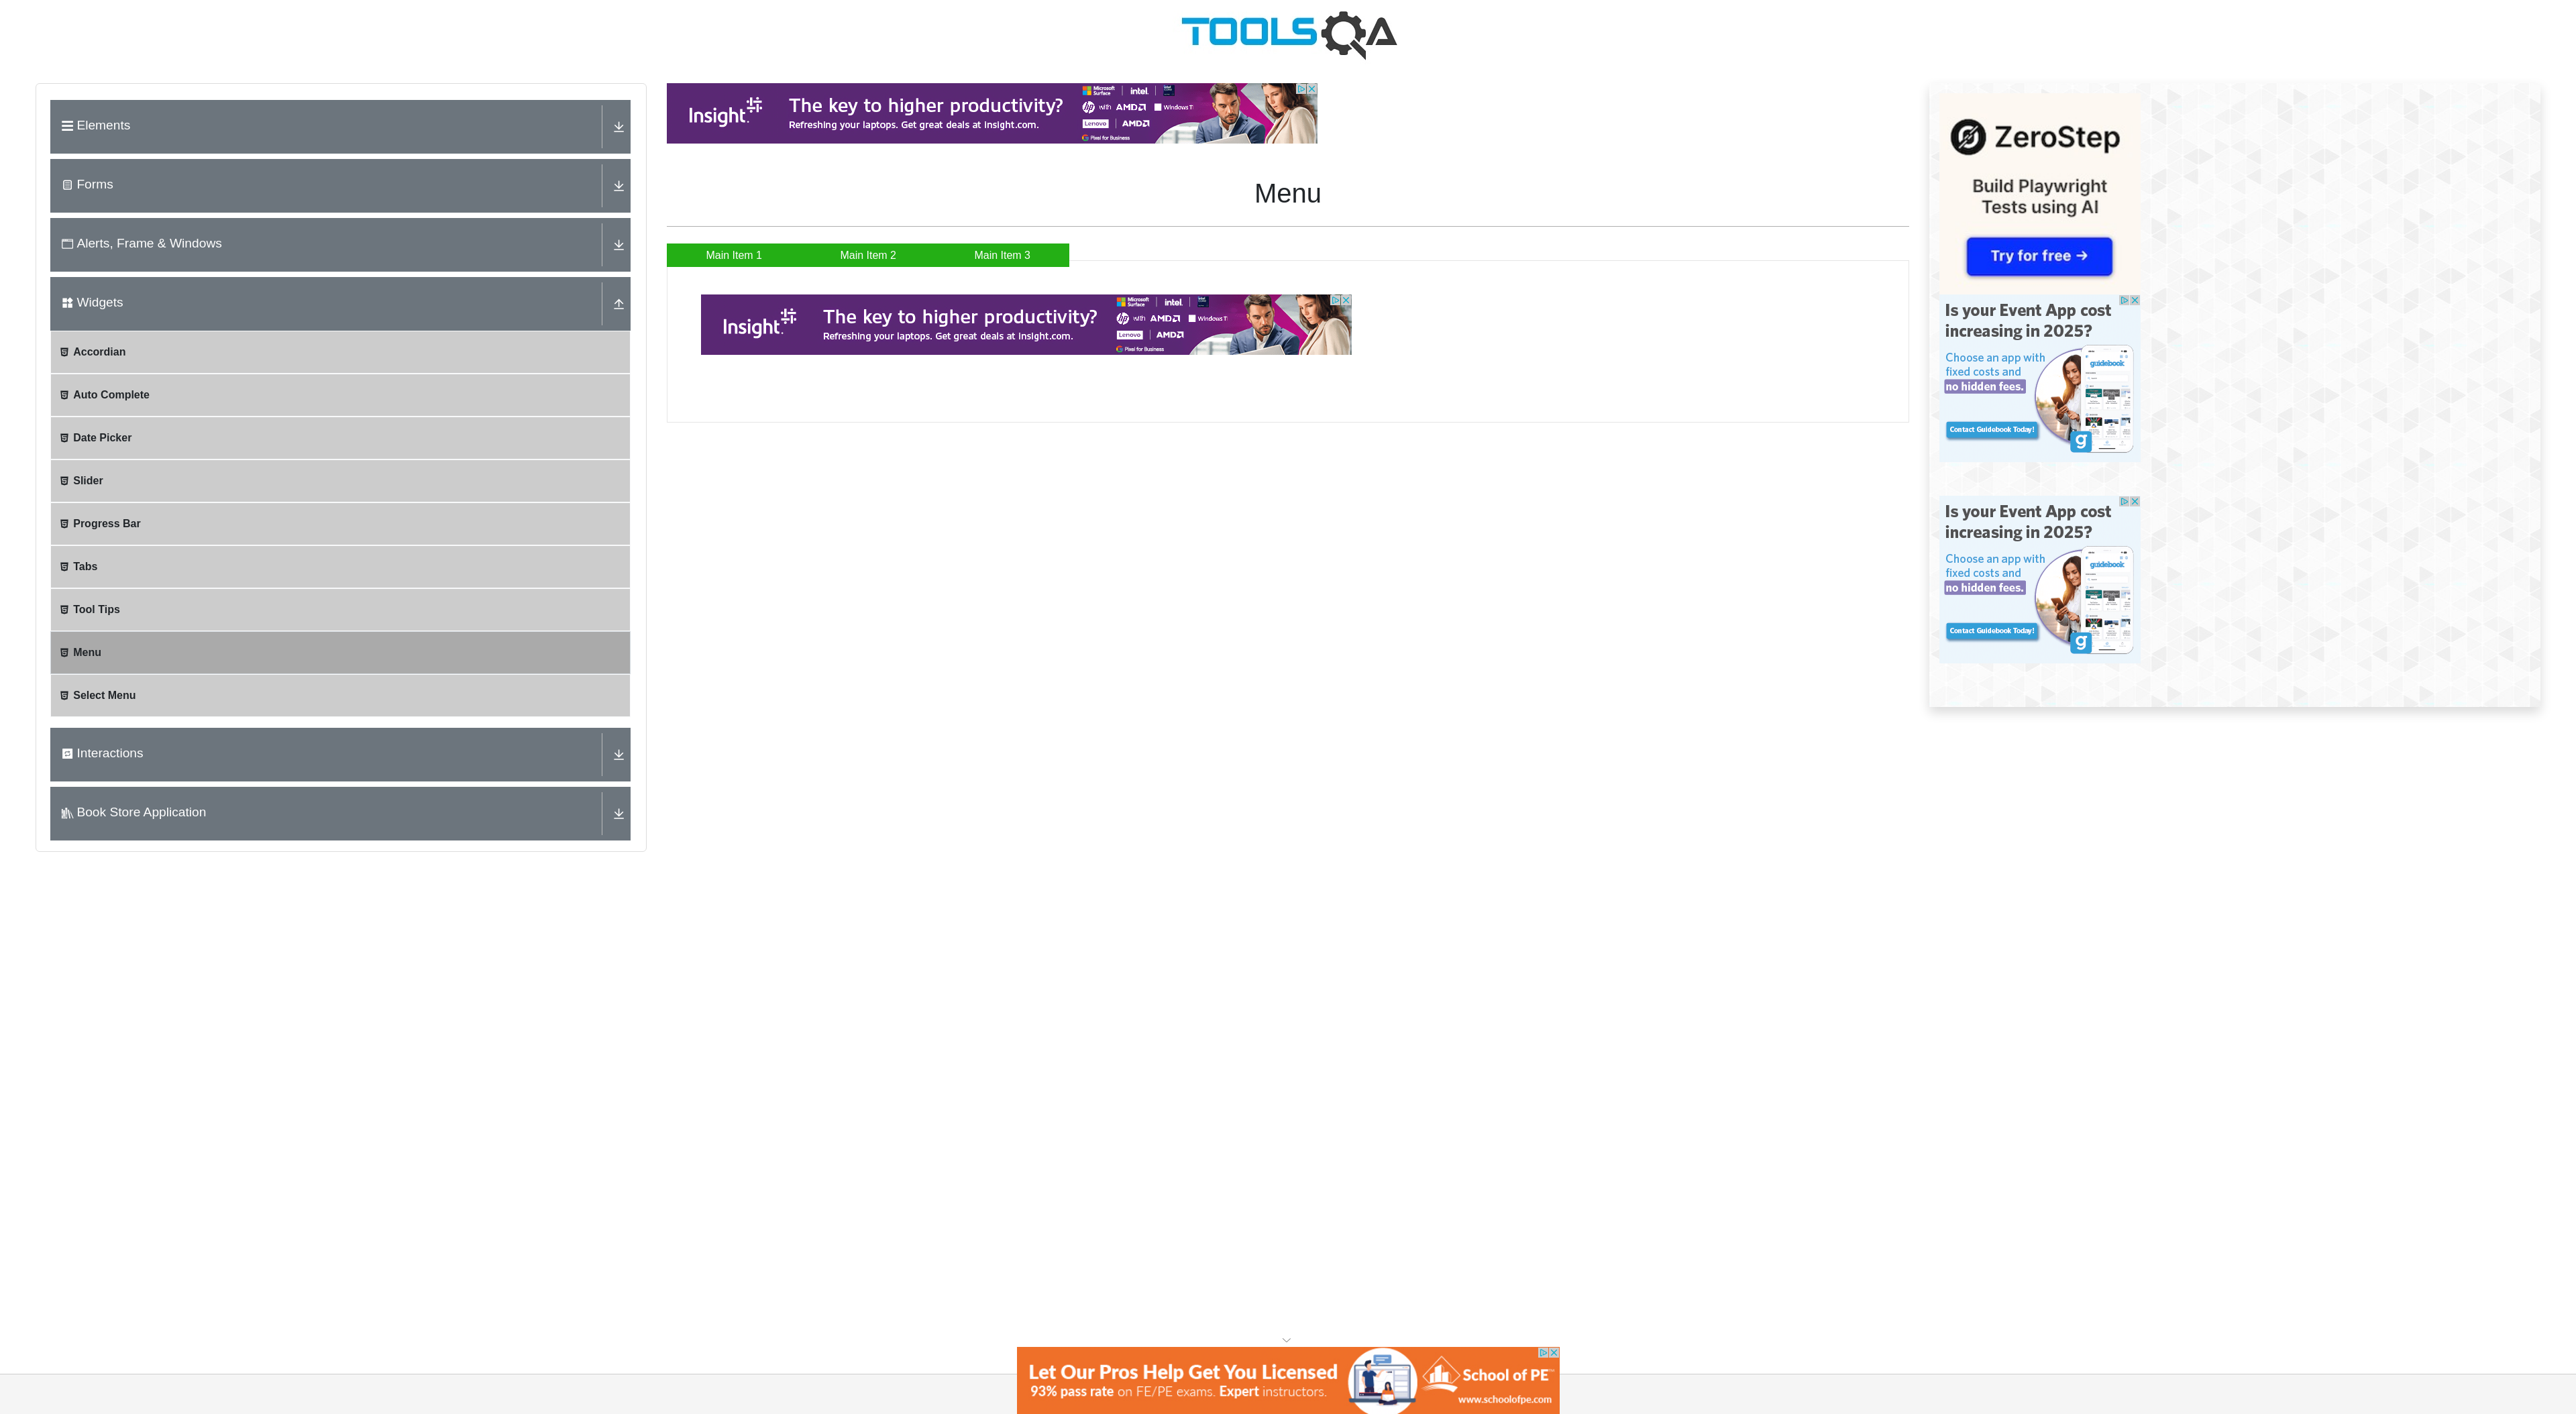 TOOLSQA
Elements
Forms
Alerts, Frame & Windows
Widgets
Accordian
Auto Complete
Date Picker
Slider
Progress Bar
Tabs
Tool Tips
Menu
Select Menu
Interactions
Book Store Application
Insight.
The key to higher productivity?
Refreshing your laptops. Get great deals at insight.com.
Microsoft Surface
intel
hp with AMD
Lenovo AMD
Pixel for Business
Menu
Main Item 1
Main Item 2
Main Item 3
Insight.
The key to higher productivity?
Refreshing your laptops. Get great deals at insight.com.
Microsoft Surface
intel
hp with AMD
Lenovo AMD
Pixel for Business
ZeroStep
Build Playwright
Tests using AI
Try for free →
Is your Event App cost
increasing in 2025?
Choose an app with
fixed costs and
no hidden fees.
guidebook
Contact Guidebook Today!
g
Is your Event App cost
increasing in 2025?
Choose an app with
fixed costs and
no hidden fees.
guidebook
Contact Guidebook Today!
g
Let Our Pros Help Get You Licensed
93% pass rate on FE/PE exams. Expert instructors.
School of PE
www.schoolofpe.com